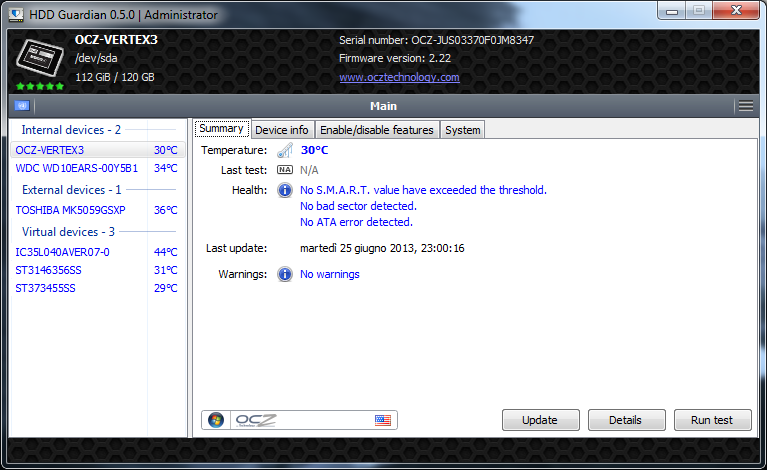 HDD Guardian 0.5.0 | Administrator
OCZ-VERTEX3
/dev/sda
112 GiB / 120 GB
Serial number: OCZ-JUS03370F0JM8347
Firmware version: 2.22
www.ocztechnology.com
Main
Internal devices - 2
OCZ-VERTEX3 30°C
WDC WD10EARS-00Y5B1 34°C
External devices - 1
TOSHIBA MK5059GSXP 36°C
Virtual devices - 3
IC35L040AVER07-0 44°C
ST3146356SS 31°C
ST373455SS 29°C
Summary Device info Enable/disable features System
Temperature: 30°C
Last test: NA N/A
Health: No S.M.A.R.T. value have exceeded the threshold.
No bad sector detected.
No ATA error detected.
Last update: martedì 25 giugno 2013, 23:00:16
Warnings: No warnings
OCZ
Update Details Run test